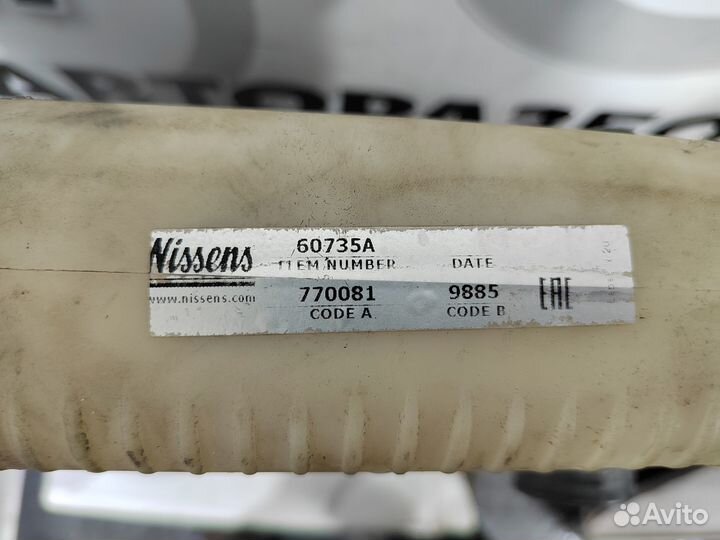 Nissens
60735A
ITEM NUMBER DATE
www.nissens.com
770081 9885 EAC
CODE A CODE B
Avito